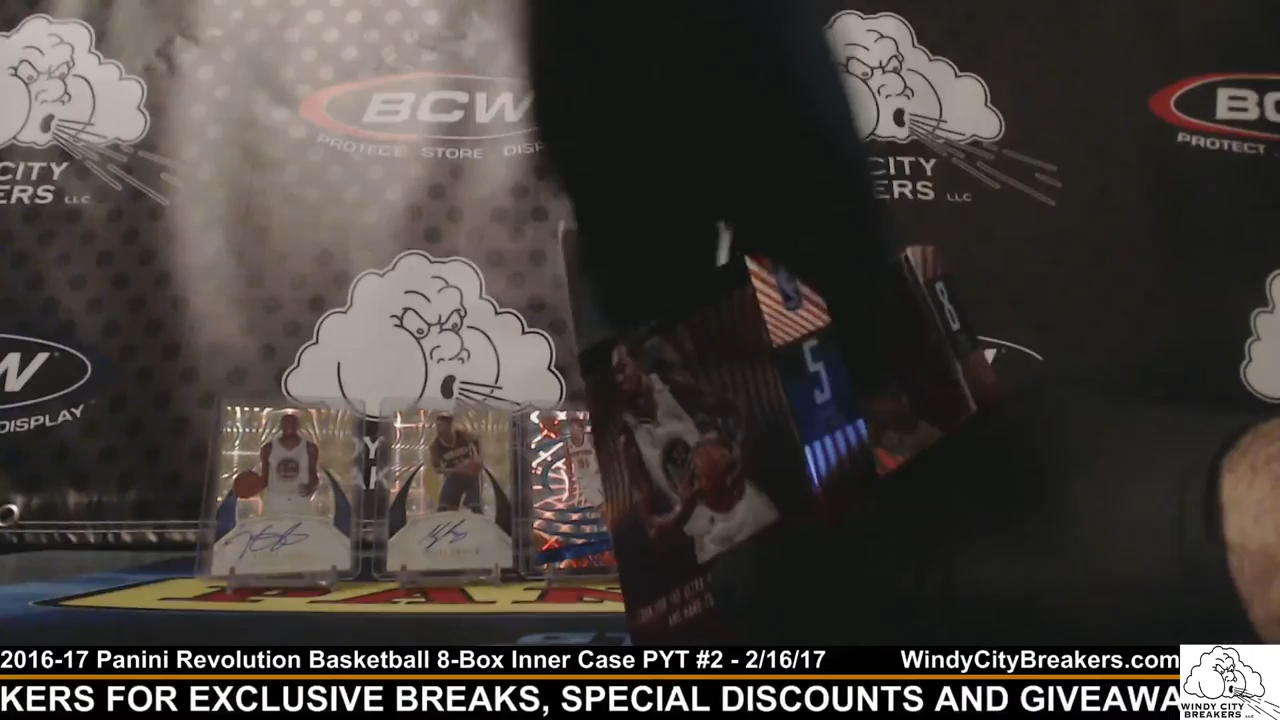 CITY
ERS LLC
BCW
PROTECT STORE DISP
CITY
ERS LLC
BC
PROTECT
W
DISPLAY
5
8
2016-17 Panini Revolution Basketball 8-Box Inner Case PYT #2 - 2/16/17 WindyCityBreakers.com
KERS FOR EXCLUSIVE BREAKS, SPECIAL DISCOUNTS AND GIVEAWA
WINDY CITY
BREAKERS LLC